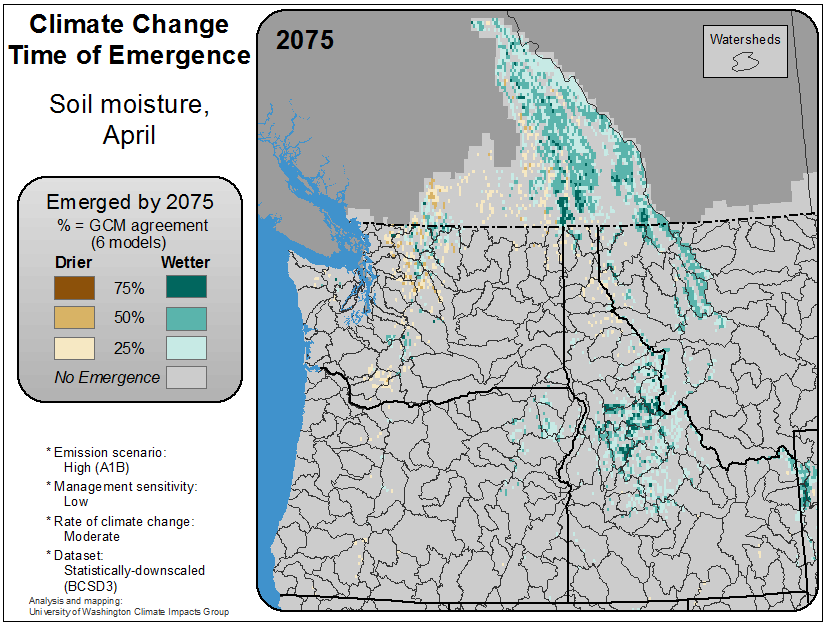 Climate Change
Time of Emergence
Soil moisture,
April
Emerged by 2075
% = GCM agreement
(6 models)
Drier Wetter
75%
50%
25%
No Emergence
* Emission scenario:
High (A1B)
* Management sensitivity:
Low
* Rate of climate change:
Moderate
* Dataset:
Statistically-downscaled
(BCSD3)
Analysis and mapping:
University of Washington Climate Impacts Group
2075
Watersheds